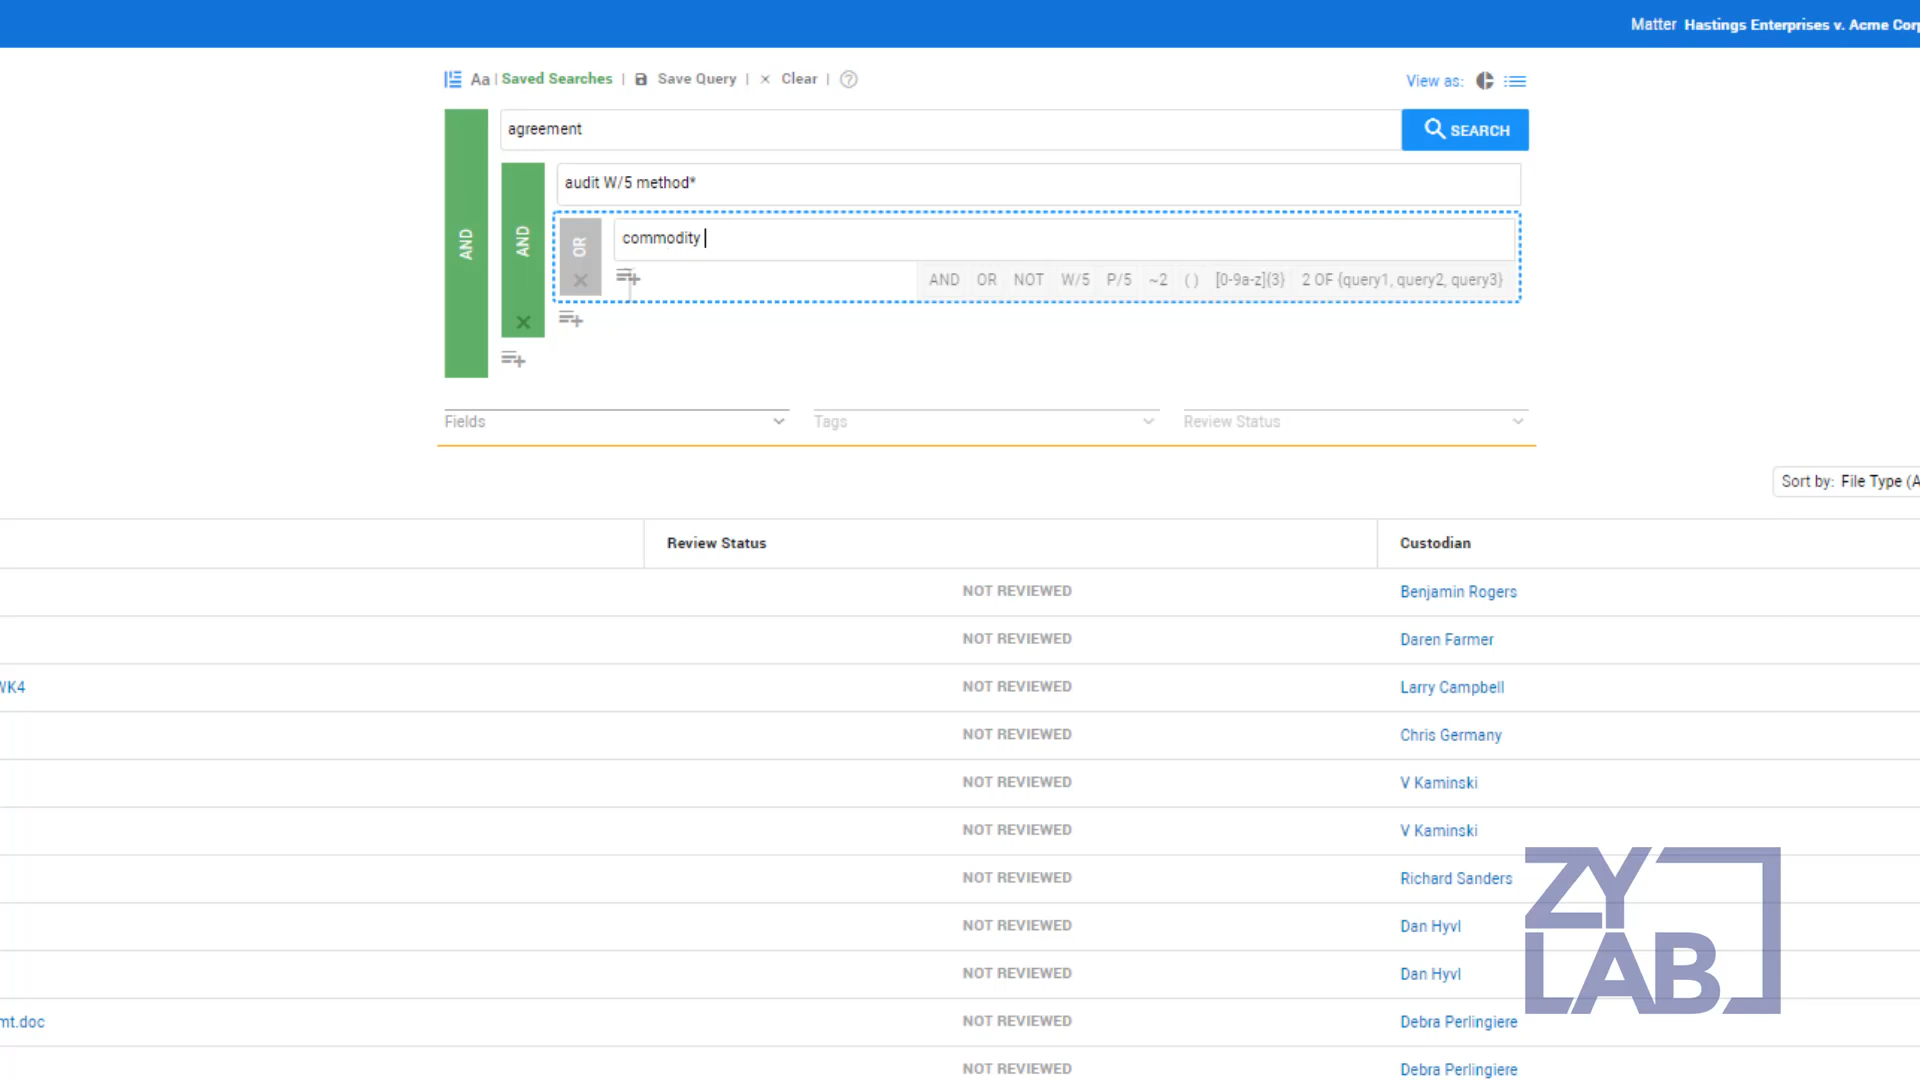 Matter Hastings Enterprises v. Acme Corp
Aa | Saved Searches | Save Query | × Clear | ?
View as:
agreement
SEARCH
AND
AND
audit W/5 method*
OR
commodity
AND OR NOT W/5 P/5 ~2 ( ) [0-9a-z]{3} 2 OF {query1, query2, query3}
Fields
Tags
Review Status
Sort by: File Type (A
Review Status
Custodian
NOT REVIEWED
Benjamin Rogers
NOT REVIEWED
Daren Farmer
WK4
NOT REVIEWED
Larry Campbell
NOT REVIEWED
Chris Germany
NOT REVIEWED
V Kaminski
NOT REVIEWED
V Kaminski
NOT REVIEWED
Richard Sanders
NOT REVIEWED
Dan Hyvl
NOT REVIEWED
Dan Hyvl
mt.doc
NOT REVIEWED
Debra Perlingiere
NOT REVIEWED
Debra Perlingiere
ZY
LAB